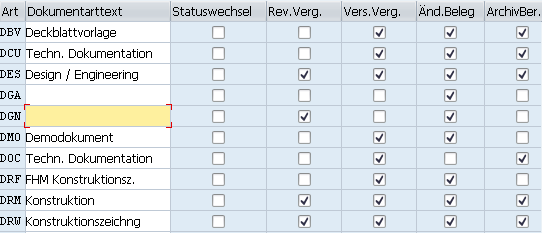 Art Dokumentarttext Statuswechsel Rev.Verg. Vers.Verg. Änd.Beleg ArchivBer.
DBV Deckblattvorlage
DCU Techn. Dokumentation
DES Design / Engineering
DGA
DGN
DMO Demodokument
DOC Techn. Dokumentation
DRF FHM Konstruktionsz.
DRM Konstruktion
DRW Konstruktionszeichng